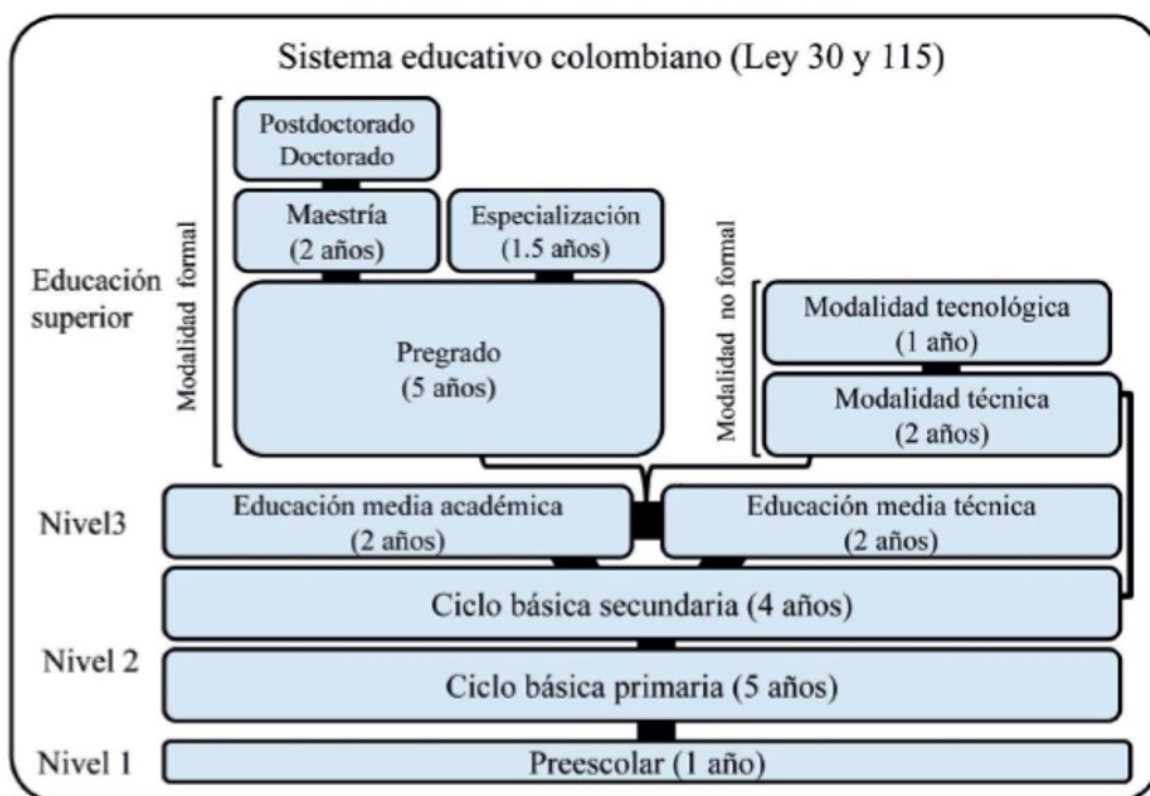 Sistema educativo colombiano (Ley 30 y 115)
Postdoctorado
Doctorado
Maestría
(2 años)
Especialización
(1.5 años)
Pregrado
(5 años)
Modalidad formal
Educación
superior
Modalidad no formal
Modalidad tecnológica
(1 año)
Modalidad técnica
(2 años)
Nivel3
Educación media académica
(2 años)
Educación media técnica
(2 años)
Ciclo básica secundaria (4 años)
Nivel 2
Ciclo básica primaria (5 años)
Nivel 1
Preescolar (1 año)